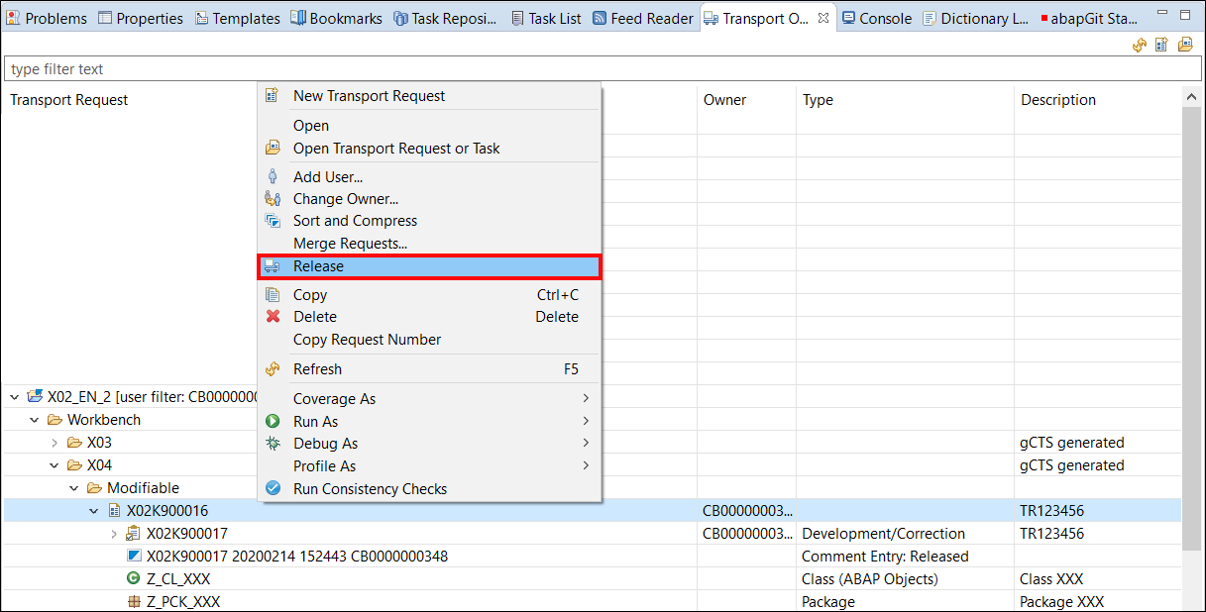 Problems Properties Templates Bookmarks Task Reposi... Task List Feed Reader Transport O... Console Dictionary L... abapGit Sta...
type filter text
Transport Request Owner Type Description
New Transport Request
Open
Open Transport Request or Task
Add User...
Change Owner...
Sort and Compress
Merge Requests...
Release
Copy Ctrl+C
Delete Delete
Copy Request Number
Refresh F5
Coverage As
Run As
Debug As
Profile As
Run Consistency Checks
X02_EN_2 [user filter: CB0000000
Workbench
X03 gCTS generated
X04 gCTS generated
Modifiable
X02K900016 CB00000003... TR123456
X02K900017 CB00000003... Development/Correction TR123456
X02K900017 20200214 152443 CB0000000348 Comment Entry: Released
Z_CL_XXX Class (ABAP Objects) Class XXX
Z_PCK_XXX Package Package XXX